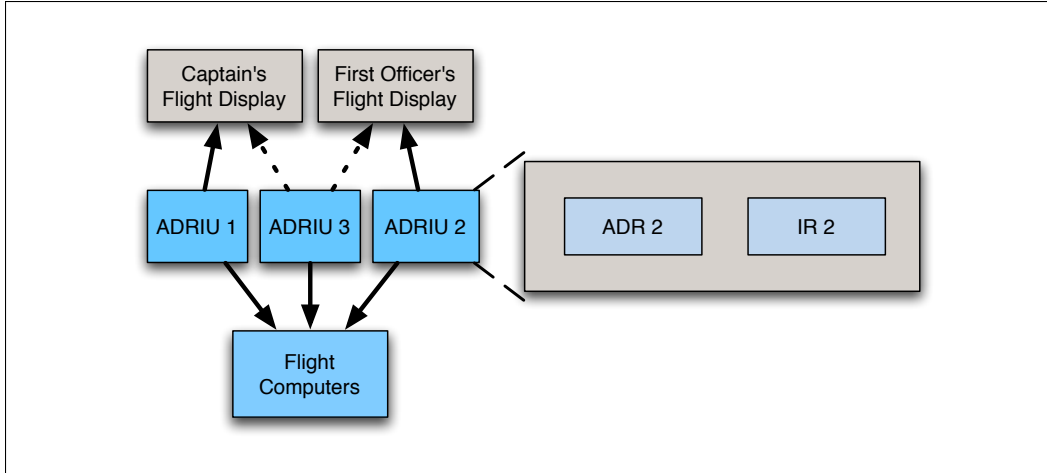 Captain's
Flight Display
First Officer's
Flight Display
ADRIU 1
ADRIU 3
ADRIU 2
ADR 2
IR 2
Flight
Computers